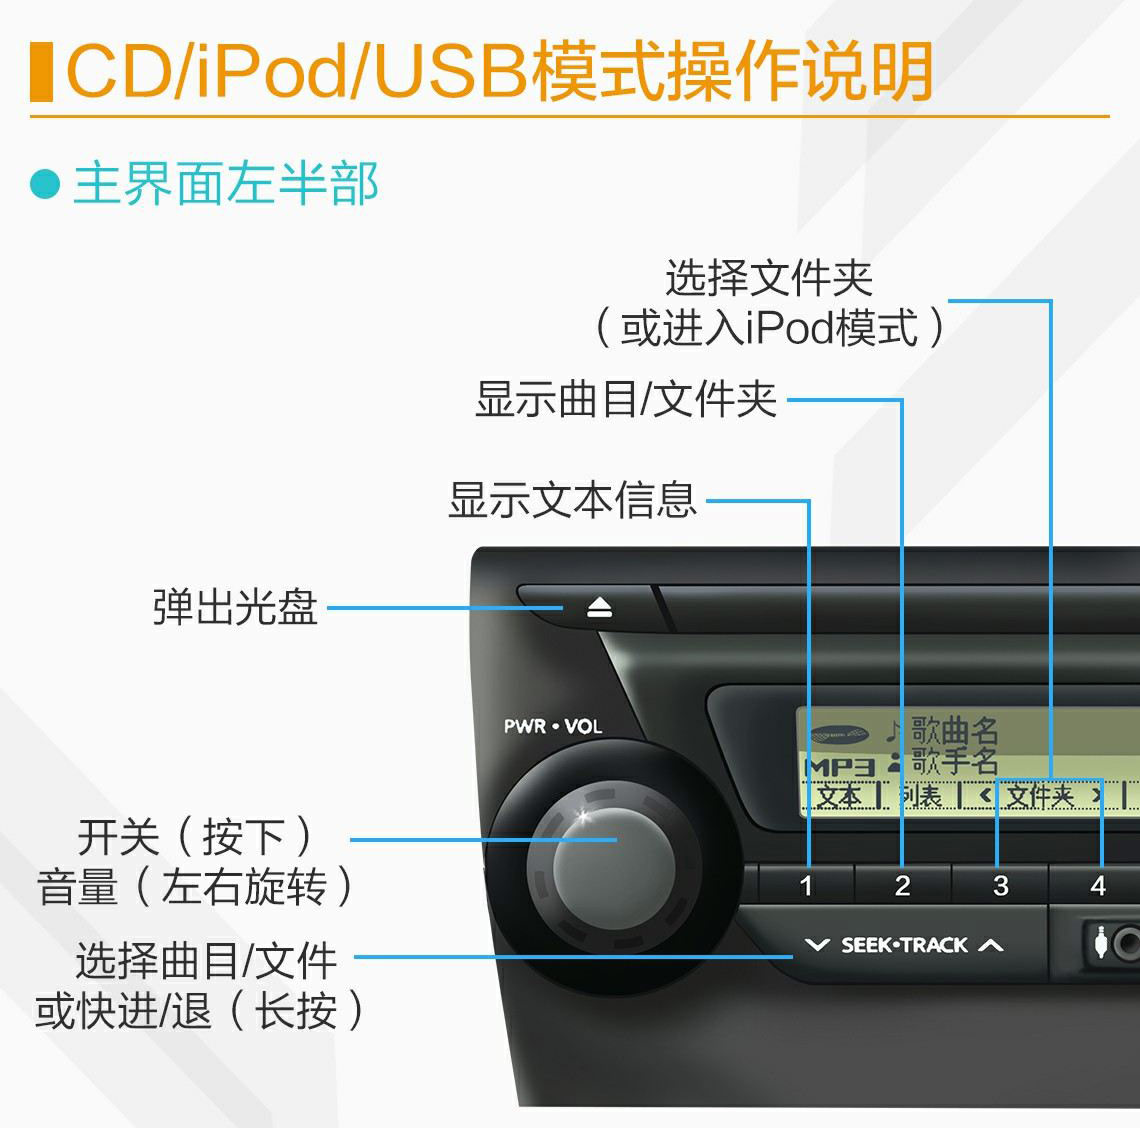 CD/iPod/USB模式操作说明
主界面左半部
选择文件夹
（或进入iPod模式）
显示曲目/文件夹
显示文本信息
弹出光盘
PWR•VOL
♪歌曲名
MP3 歌手名
文本 列表 < 文件夹 >
开关（按下）
音量（左右旋转）
1 2 3 4
选择曲目/文件
或快进/退（长按）
SEEK•TRACK